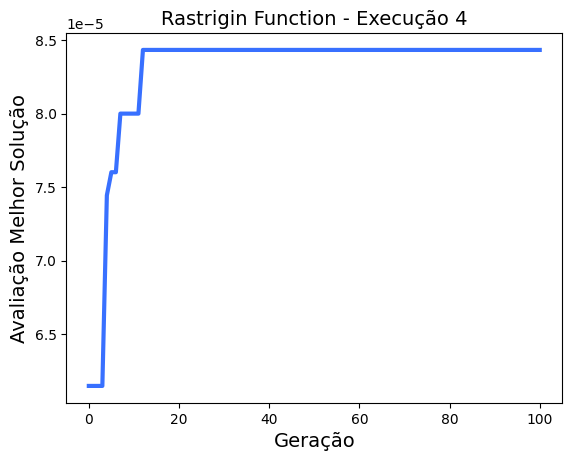 Rastrigin Function - Execução 4
1e−5
8.5
8.0
7.5
7.0
6.5
Avaliação Melhor Solução
0 20 40 60 80 100
Geração